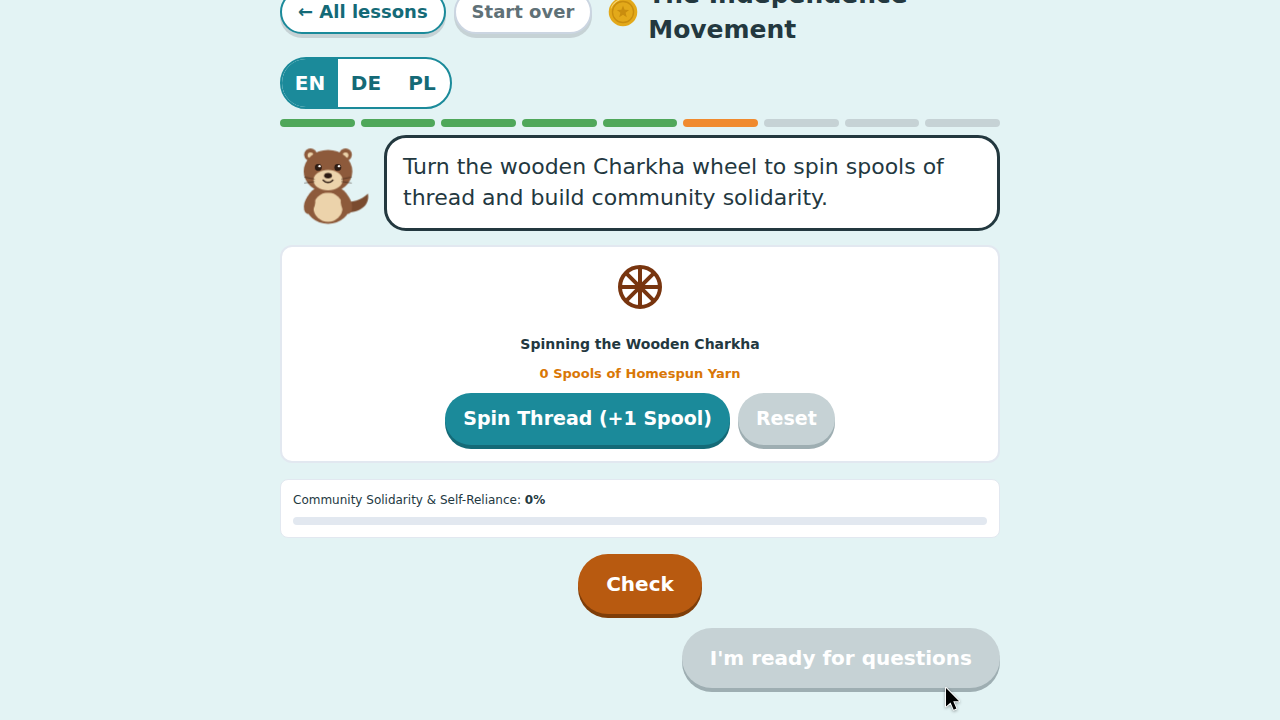 ← All lessons
Start over
The Independence
Movement
EN DE PL
Turn the wooden Charkha wheel to spin spools of
thread and build community solidarity.
Spinning the Wooden Charkha
0 Spools of Homespun Yarn
Spin Thread (+1 Spool)
Reset
Community Solidarity & Self-Reliance: 0%
Check
I'm ready for questions